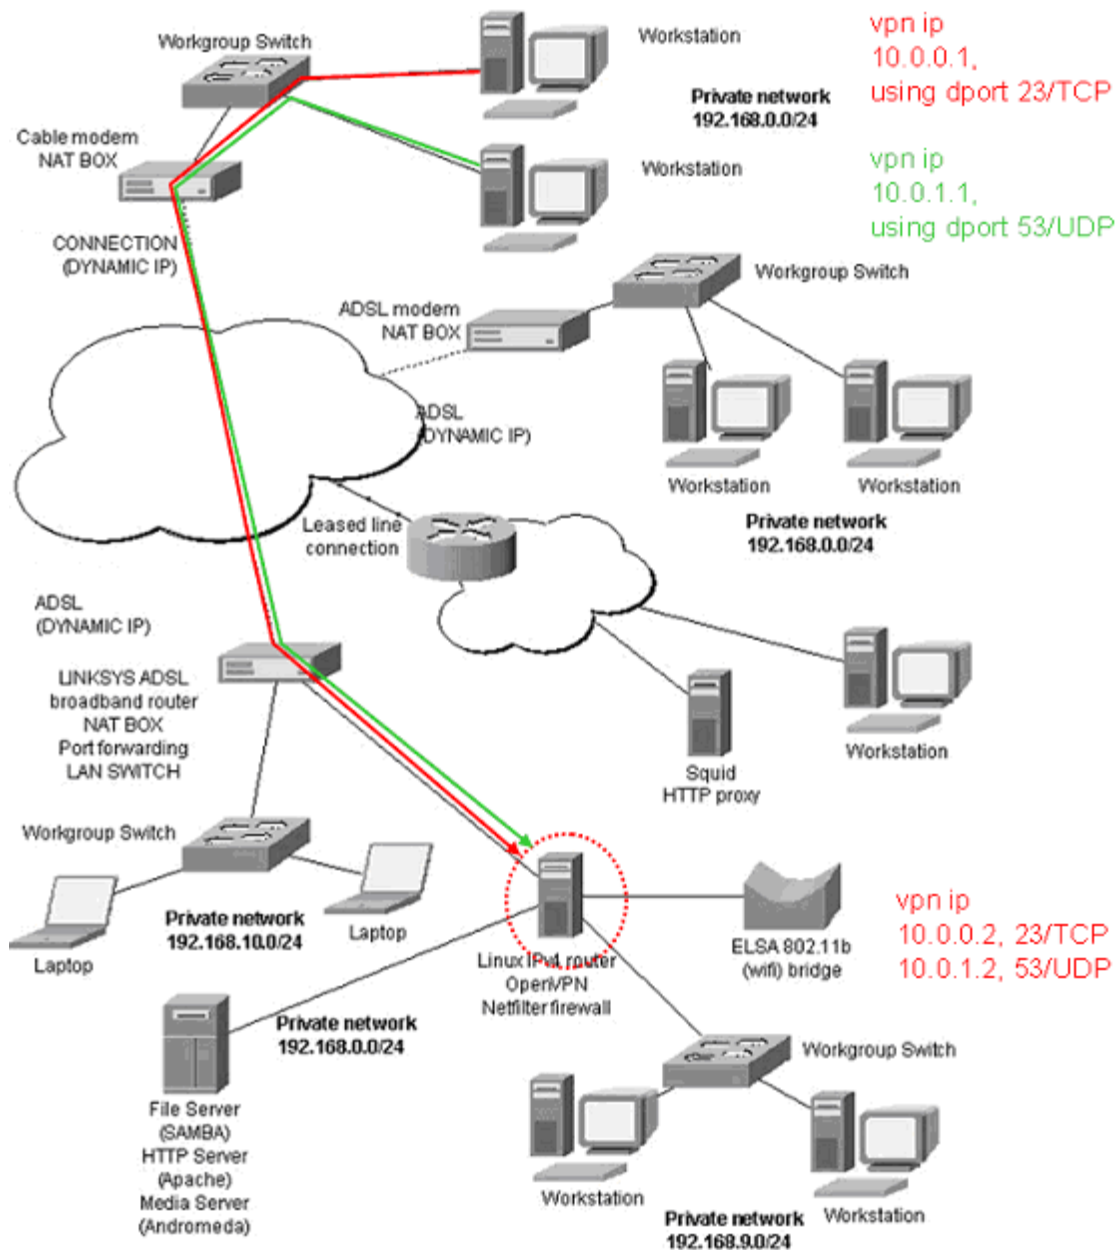 Workgroup Switch
Workstation
vpn ip
10.0.0.1,
using dport 23/TCP
Private network
192.168.0.0/24
Cable modem
NAT BOX
Workstation
vpn ip
10.0.1.1,
using dport 53/UDP
CONNECTION
(DYNAMIC IP)
Workgroup Switch
ADSL modem
NAT BOX
ADSL
(DYNAMIC IP)
Workstation
Workstation
Private network
192.168.0.0/24
Leased line
connection
ADSL
(DYNAMIC IP)
LINKSYS ADSL
broadband router
NAT BOX
Port forwarding
LAN SWITCH
Workstation
Squid
HTTP proxy
Workgroup Switch
Private network
192.168.10.0/24
Laptop
Laptop
Linux IPv4 router
OpenVPN
Netfilter firewall
ELSA 802.11b
(wifi) bridge
vpn ip
10.0.0.2, 23/TCP
10.0.1.2, 53/UDP
Private network
192.168.0.0/24
Workgroup Switch
File Server
(SAMBA)
HTTP Server
(Apache)
Media Server
(Andromeda)
Workstation
Workstation
Private network
192.168.9.0/24